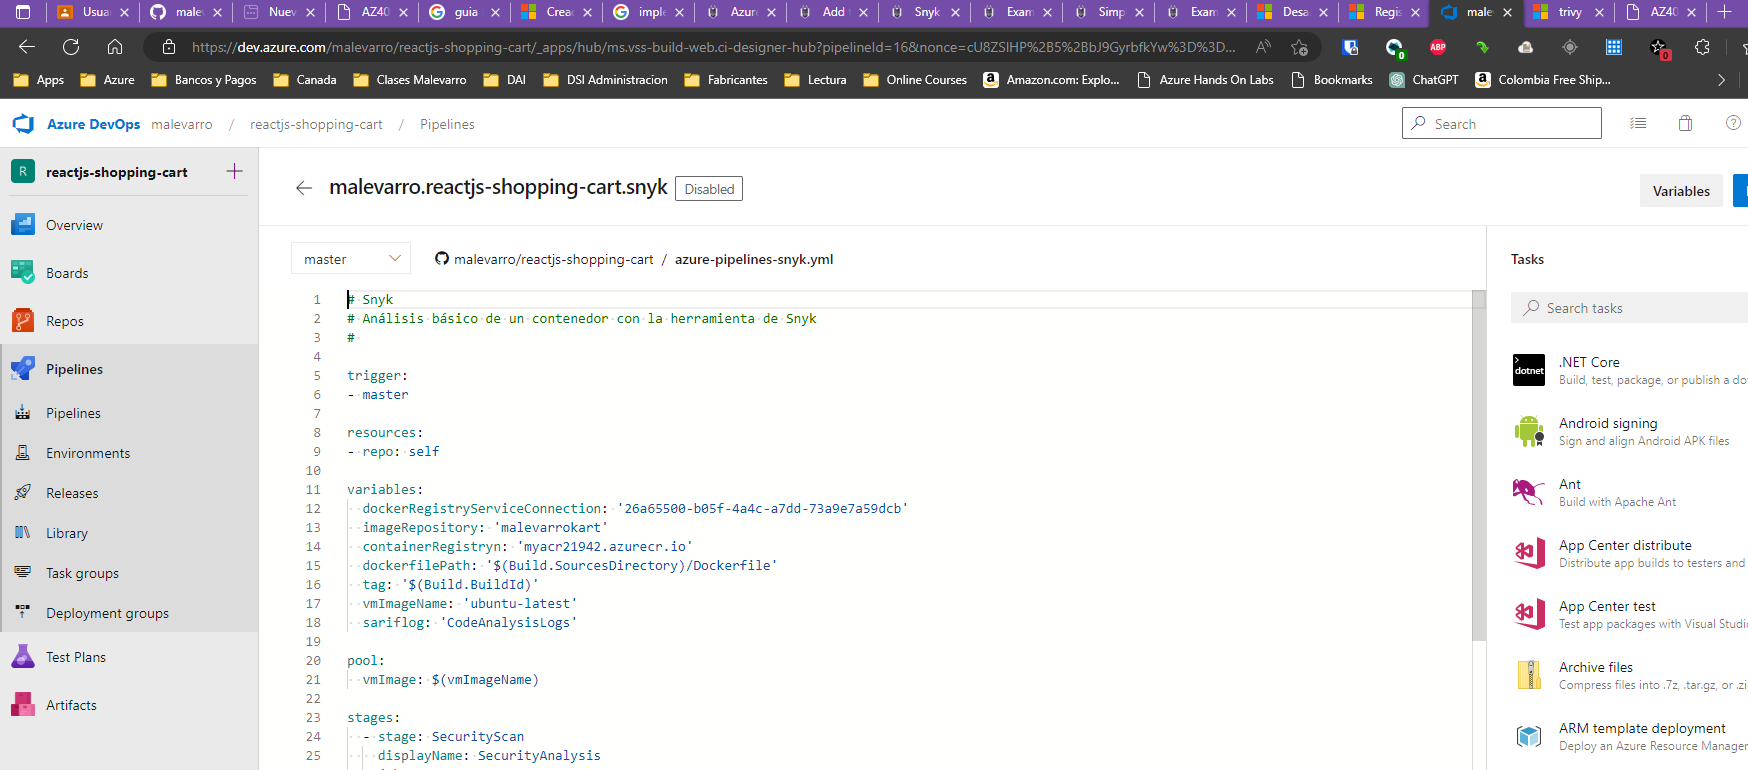 Usua
male
Nuev
AZ40
guia
Crea
imple
Azure
Add
Snyk
Exam
Simp
Exam
Desa
Regis
male
trivy
AZ40
https://dev.azure.com/malevarro/reactjs-shopping-cart/_apps/hub/ms.vss-build-web.ci-designer-hub?pipelineId=16&nonce=cU8ZSlHP%2B5%2BbJ9GyrbfkYw%3D%3D...
Apps Azure Bancos y Pagos Canada Clases Malevarro DAI DSI Administracion Fabricantes Lectura Online Courses Amazon.com: Explo... Azure Hands On Labs Bookmarks ChatGPT Colombia Free Ship...
Azure DevOps malevarro / reactjs-shopping-cart / Pipelines
Search
R reactjs-shopping-cart
Overview
Boards
Repos
Pipelines
Pipelines
Environments
Releases
Library
Task groups
Deployment groups
Test Plans
Artifacts
malevarro.reactjs-shopping-cart.snyk Disabled
Variables
master
malevarro/reactjs-shopping-cart / azure-pipelines-snyk.yml
1 # Snyk
2 # Análisis básico de un contenedor con la herramienta de Snyk
3 #
4
5 trigger:
6 - master
7
8 resources:
9 - repo: self
10
11 variables:
12 dockerRegistryServiceConnection: '26a65500-b05f-4a4c-a7dd-73a9e7a59dcb'
13 imageRepository: 'malevarrokart'
14 containerRegistryn: 'myacr21942.azurecr.io'
15 dockerfilePath: '$(Build.SourcesDirectory)/Dockerfile'
16 tag: '$(Build.BuildId)'
17 vmImageName: 'ubuntu-latest'
18 sariflog: 'CodeAnalysisLogs'
19
20 pool:
21 vmImage: $(vmImageName)
22
23 stages:
24 - stage: SecurityScan
25 displayName: SecurityAnalysis
Tasks
Search tasks
dotnet
.NET Core
Build, test, package, or publish a do
Android signing
Sign and align Android APK files
Ant
Build with Apache Ant
App Center distribute
Distribute app builds to testers and
App Center test
Test app packages with Visual Studio
Archive files
Compress files into .7z, .tar.gz, or .zi
ARM template deployment
Deploy an Azure Resource Manager